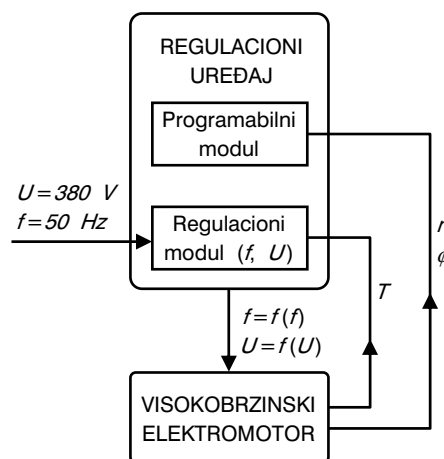 REGULACIONI
UREĐAJ
Programabilni
modul
U=380 V
f=50 Hz
Regulacioni
modul (f, U)
T
f=f(f)
U=f(U)
VISOKOBRZINSKI
ELEKTROMOTOR